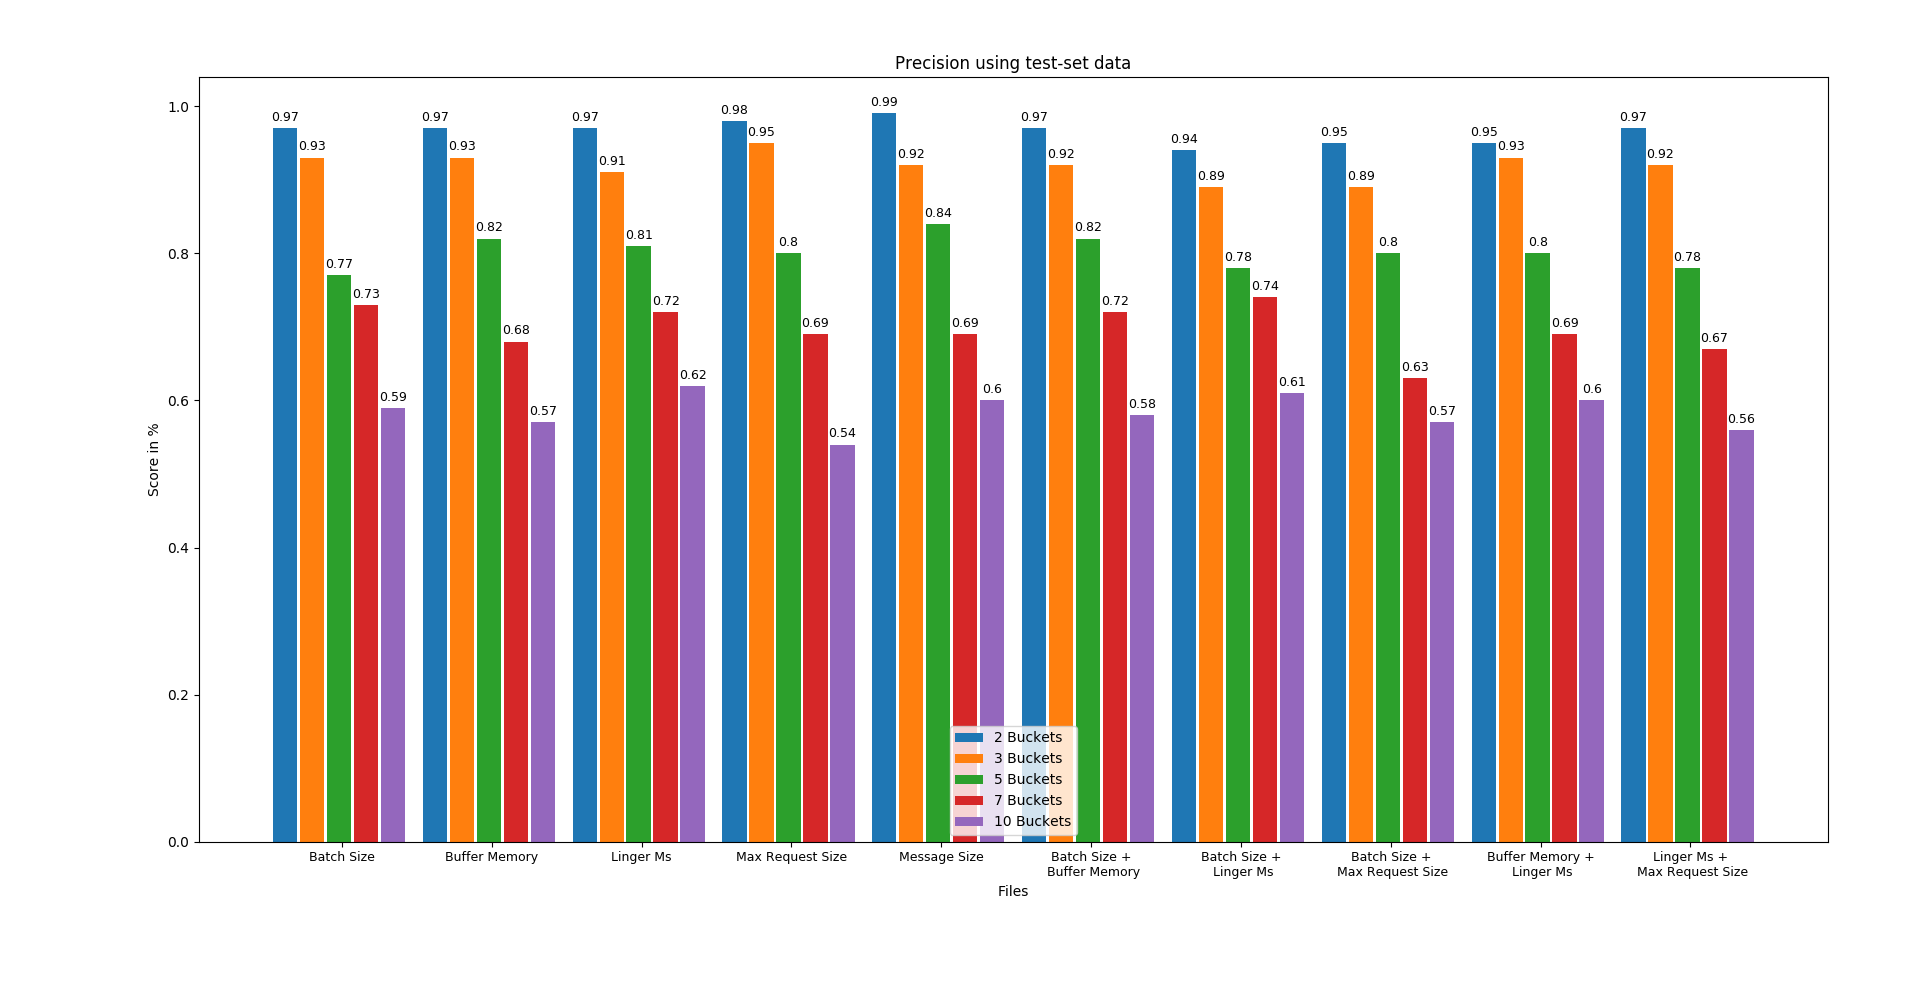 Precision using test-set data
Score in %
1.0
0.8
0.6
0.4
0.2
0.0
0.97 0.93 0.77 0.73 0.59
0.97 0.93 0.82 0.68 0.57
0.97 0.91 0.81 0.72 0.62
0.98 0.95 0.8 0.69 0.54
0.99 0.92 0.84 0.69 0.6
0.97 0.92 0.82 0.72 0.58
0.94 0.89 0.78 0.74 0.61
0.95 0.89 0.8 0.63 0.57
0.95 0.93 0.8 0.69 0.6
0.97 0.92 0.78 0.67 0.56
2 Buckets
3 Buckets
5 Buckets
7 Buckets
10 Buckets
Batch Size
Buffer Memory
Linger Ms
Max Request Size
Message Size
Batch Size +
Buffer Memory
Batch Size +
Linger Ms
Batch Size +
Max Request Size
Buffer Memory +
Linger Ms
Linger Ms +
Max Request Size
Files